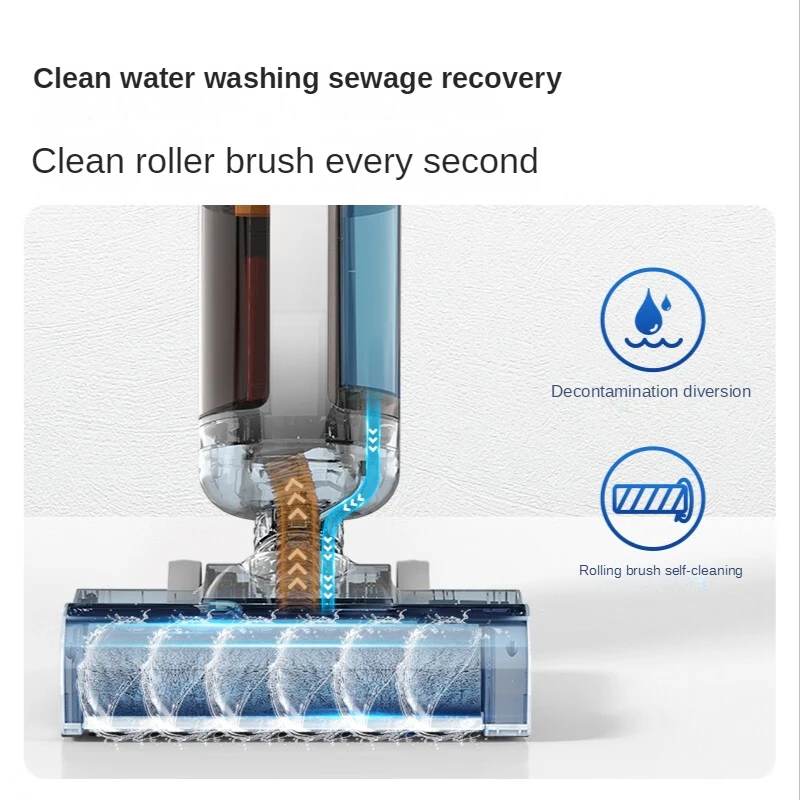 Clean water washing sewage recovery
Clean roller brush every second
Decontamination diversion
Rolling brush self-cleaning